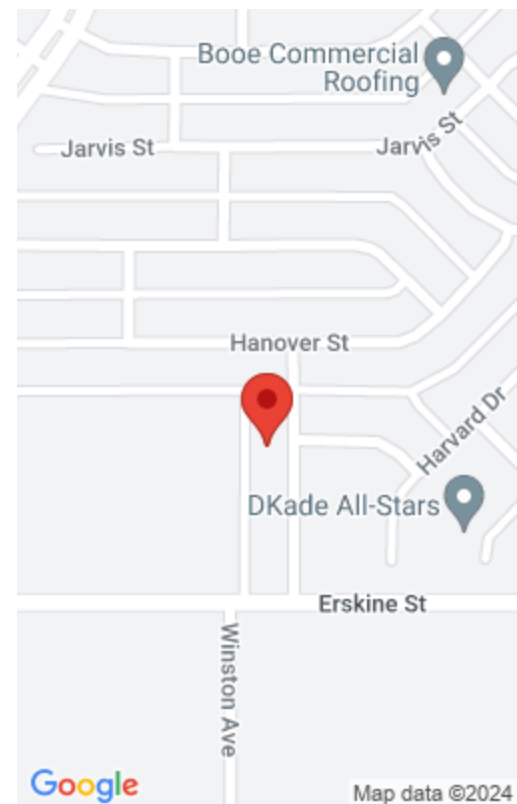 Booe Commercial
Roofing
Jarvis St
Jarvis St
Hanover St
Harvard Dr
DKade All-Stars
Erskine St
Winston Ave
Google
Map data ©2024